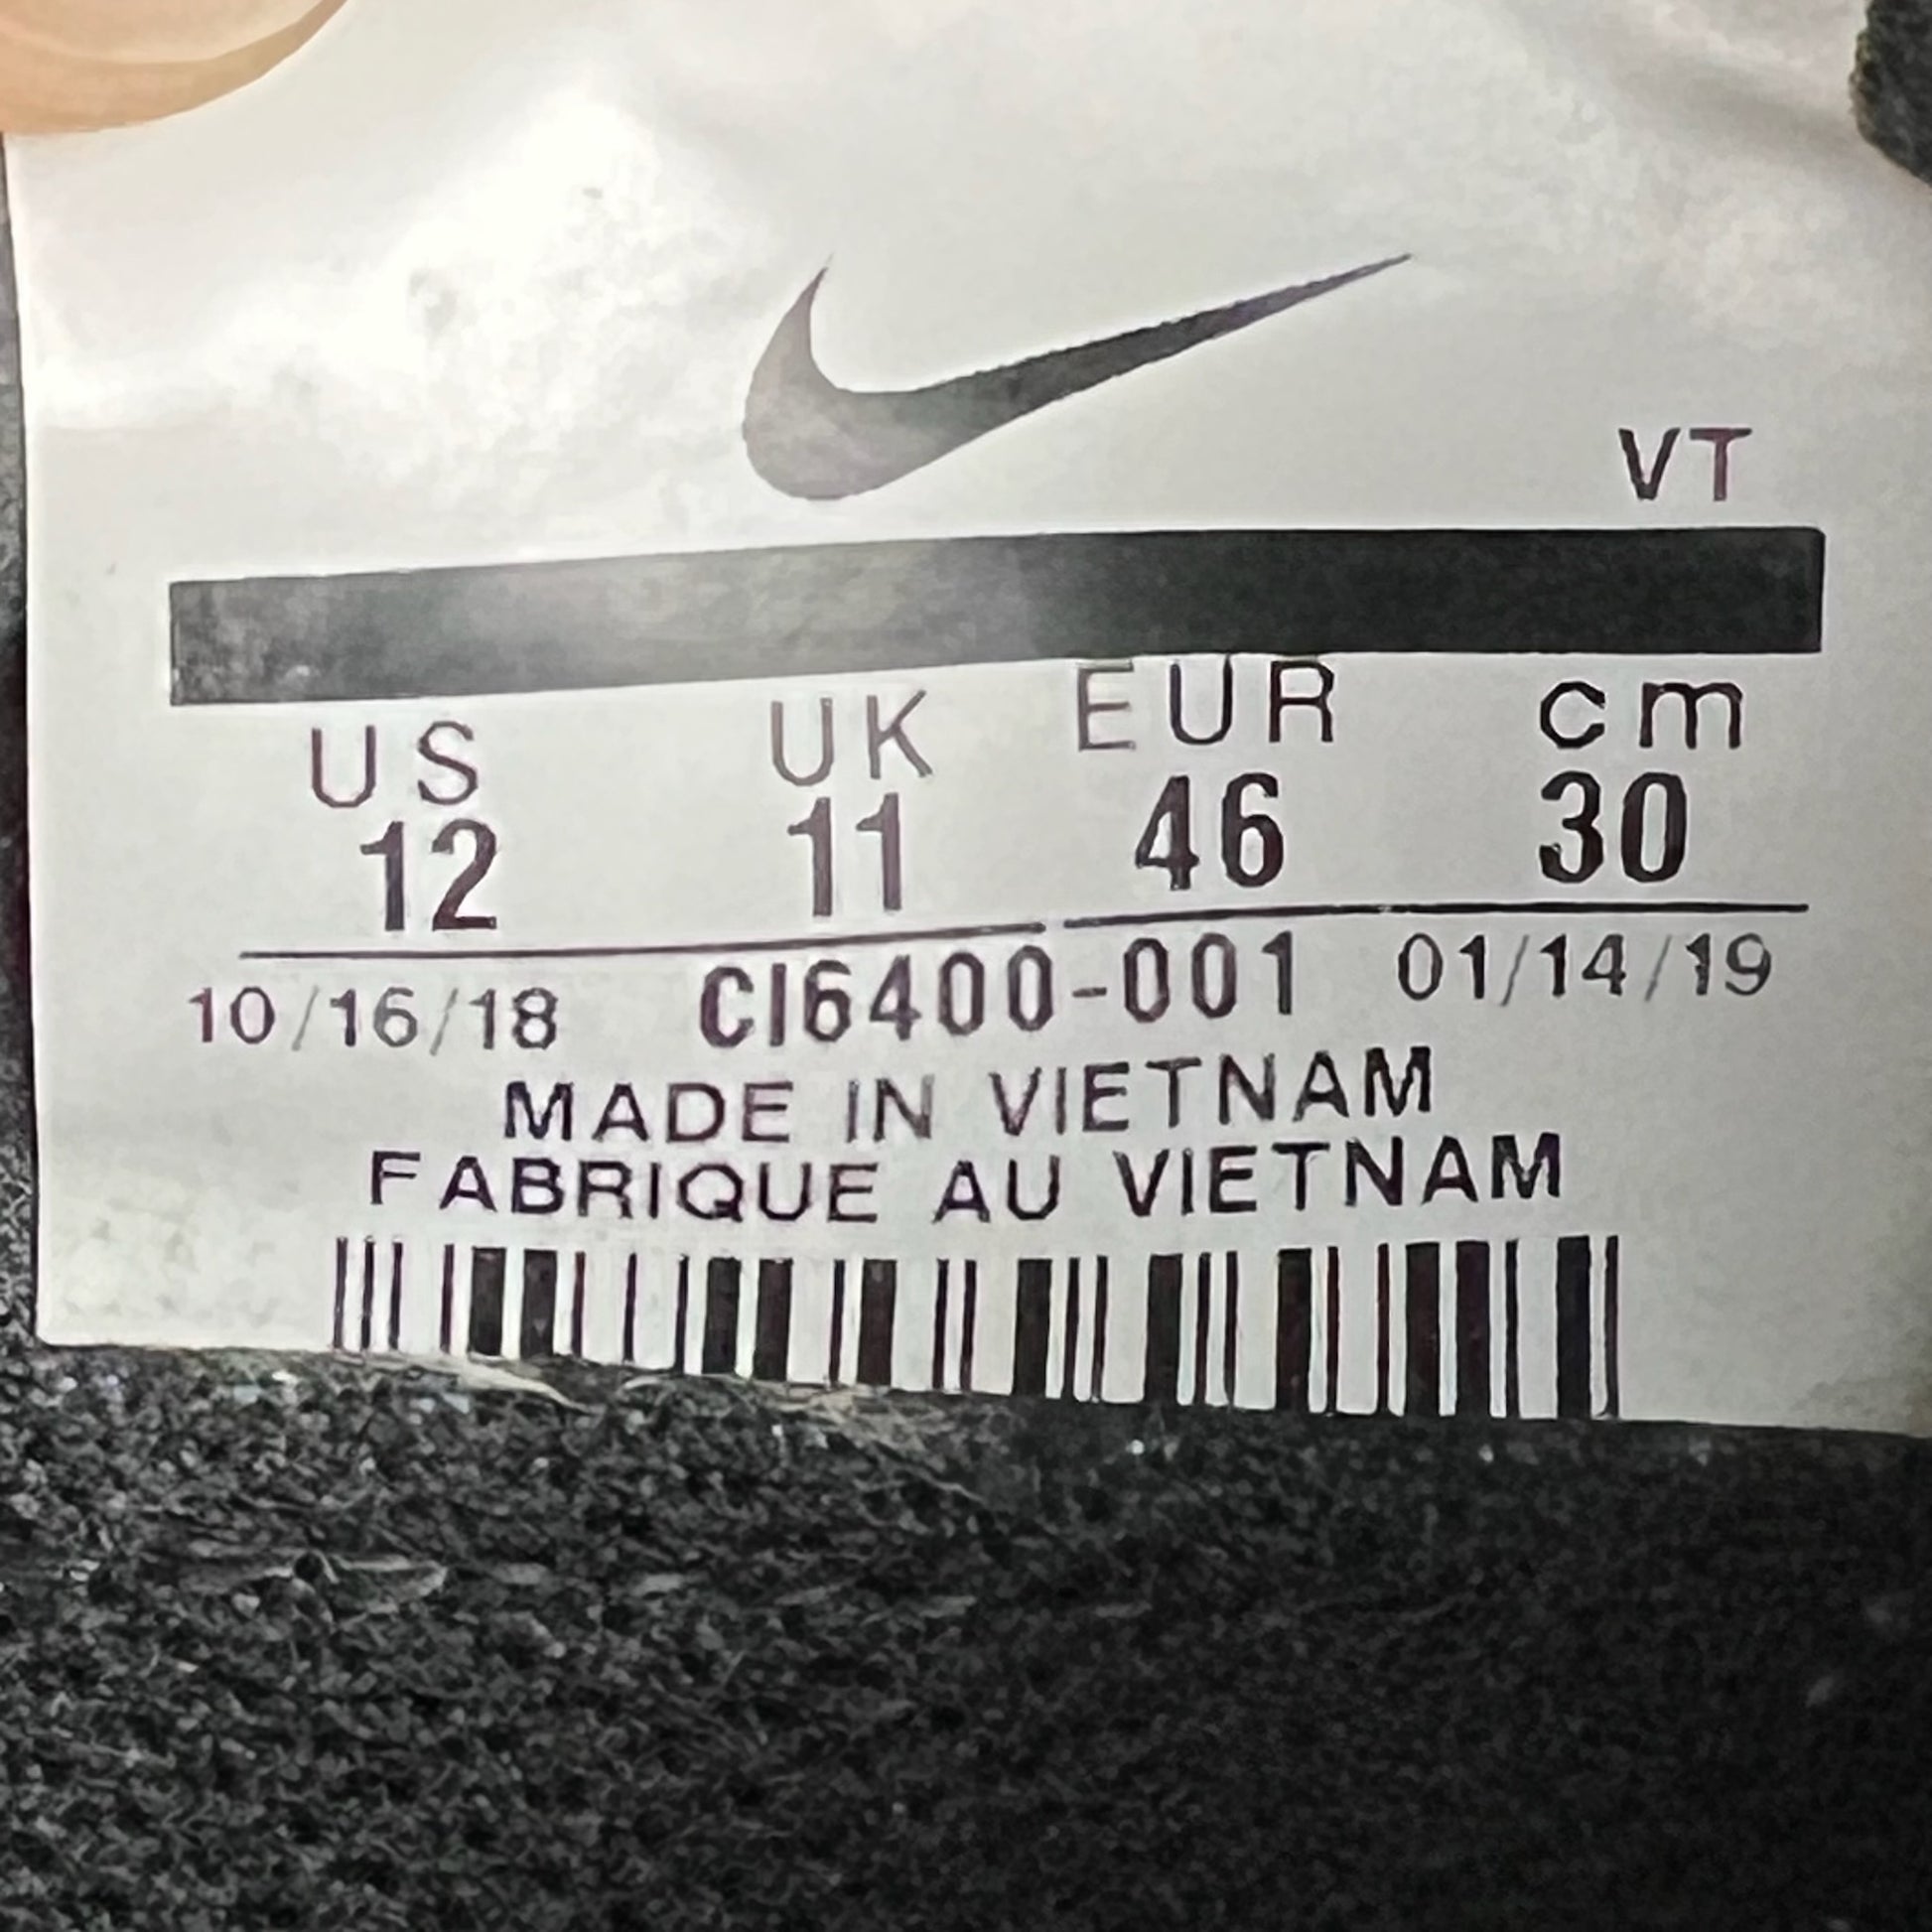 VT
US UK EUR cm
12 11 46 30
10/16/18 CI6400-001 01/14/19
MADE IN VIETNAM
FABRIQUE AU VIETNAM